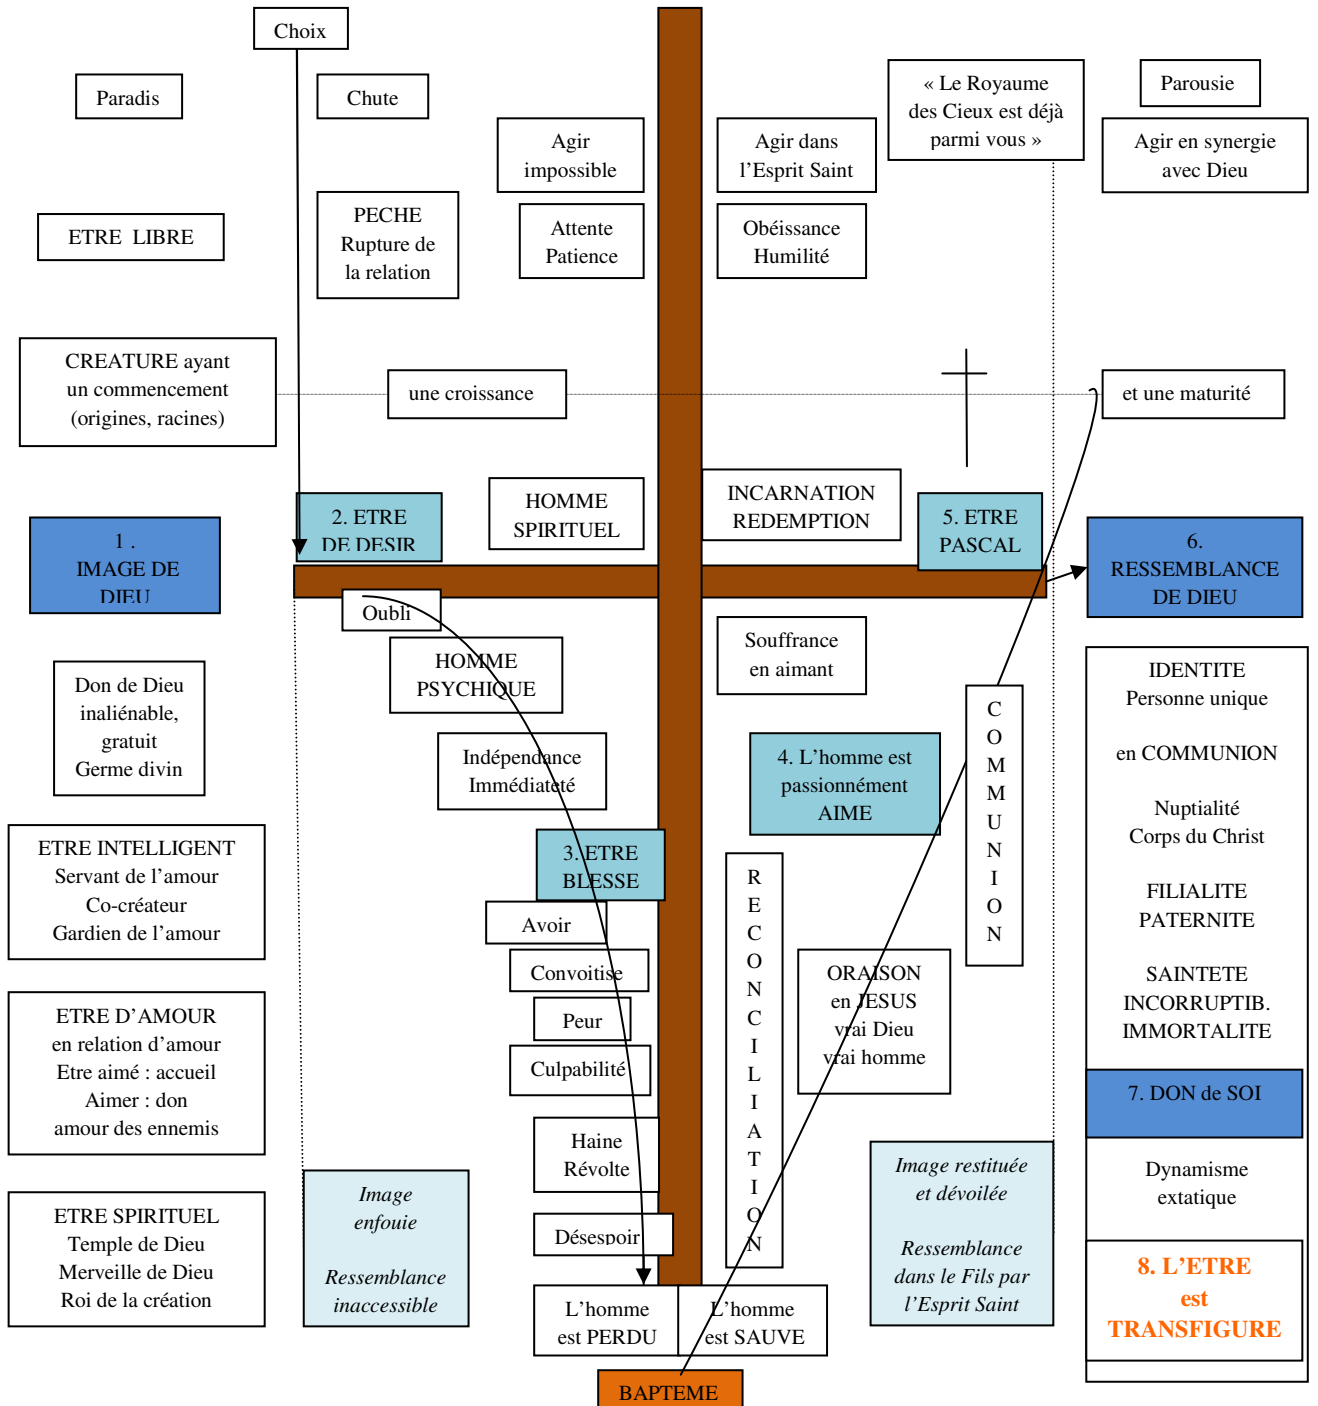 Choix
Paradis
Chute
« Le Royaume
des Cieux est déjà
parmi vous »
Parousie
Agir
impossible
Agir dans
l’Esprit Saint
Agir en synergie
avec Dieu
ETRE LIBRE
PECHE
Rupture de
la relation
Attente
Patience
Obéissance
Humilité
CREATURE ayant
un commencement
(origines, racines)
une croissance
et une maturité
1 .
IMAGE DE
DIEU
2. ETRE
DE DESIR
HOMME
SPIRITUEL
INCARNATION
REDEMPTION
5. ETRE
PASCAL
6.
RESSEMBLANCE
DE DIEU
Oubli
HOMME
PSYCHIQUE
Souffrance
en aimant
Don de Dieu
inaliénable,
gratuit
Germe divin
Indépendance
Immédiateté
4. L’homme est
passionnément
AIME
C
O
M
M
U
N
I
O
N
IDENTITE
Personne unique
en COMMUNION
Nuptialité
Corps du Christ
FILIALITE
PATERNITE
SAINTETE
INCORRUPTIB.
IMMORTALITE
ETRE INTELLIGENT
Servant de l’amour
Co-créateur
Gardien de l’amour
3. ETRE
BLESSE
Avoir
Convoitise
Peur
Culpabilité
R
E
C
O
N
C
I
L
I
A
T
I
O
N
ORAISON
en JESUS
vrai Dieu
vrai homme
ETRE D’AMOUR
en relation d’amour
Etre aimé : accueil
Aimer : don
amour des ennemis
7. DON de SOI
Haine
Révolte
Image restituée
et dévoilée
Ressemblance
dans le Fils par
l’Esprit Saint
Dynamisme
extatique
ETRE SPIRITUEL
Temple de Dieu
Merveille de Dieu
Roi de la création
Image
enfouie
Ressemblance
inaccessible
Désespoir
8. L’ETRE
est
TRANSFIGURE
L’homme
est PERDU
L’homme
est SAUVE
BAPTEME